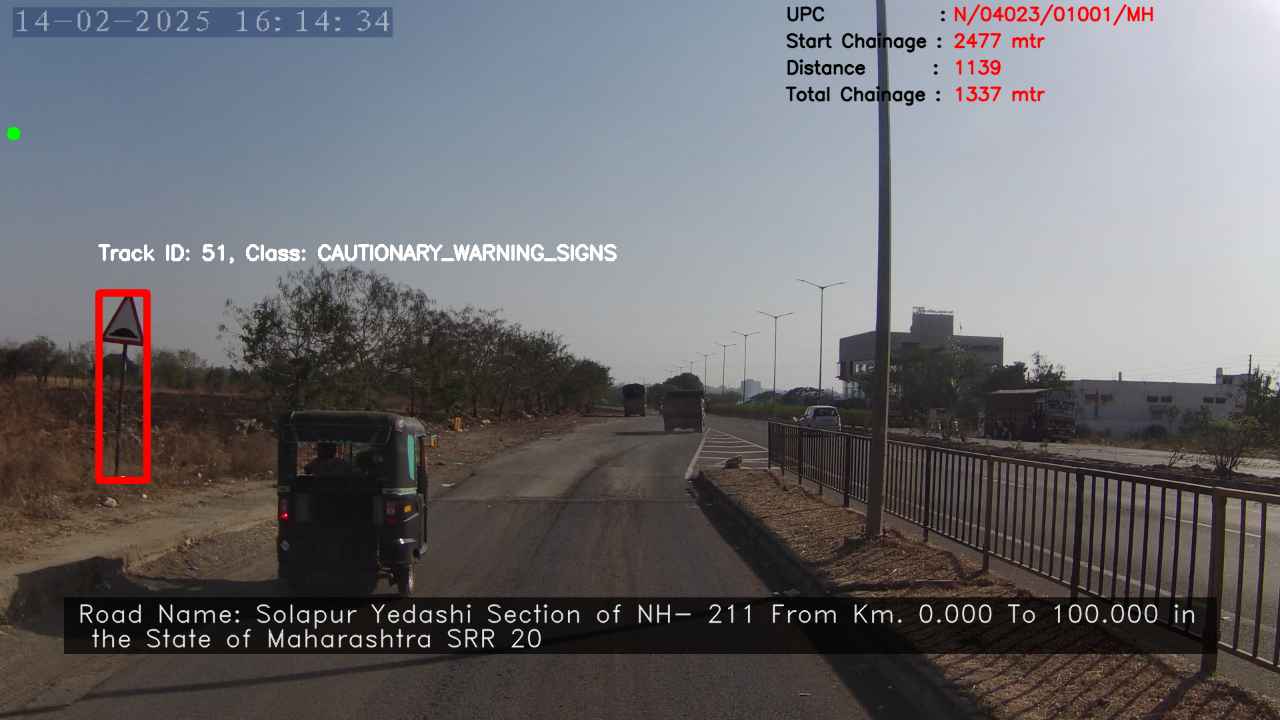 14-02-2025 16:14:34
UPC : N/04023/01001/MH
Start Chainage : 2477 mtr
Distance : 1139
Total Chainage : 1337 mtr
Track ID: 51, Class: CAUTIONARY_WARNING_SIGNS
Road Name: Solapur Yedashi Section of NH- 211 From Km. 0.000 To 100.000 in
the State of Maharashtra SRR 20